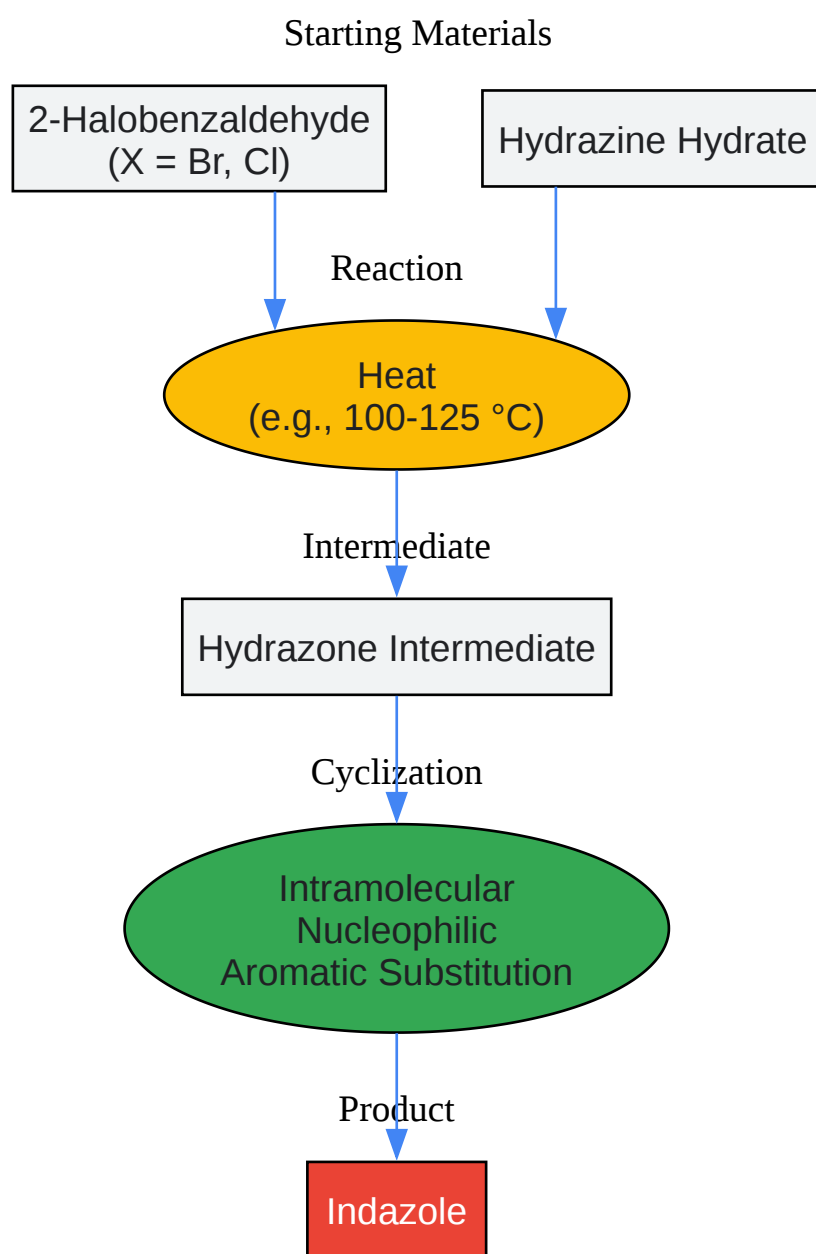 Starting Materials
2-Halobenzaldehyde
(X = Br, Cl)
Hydrazine Hydrate
Reaction
Heat
(e.g., 100-125 °C)
Intermediate
Hydrazone Intermediate
Cyclization
Intramolecular
Nucleophilic
Aromatic Substitution
Product
Indazole